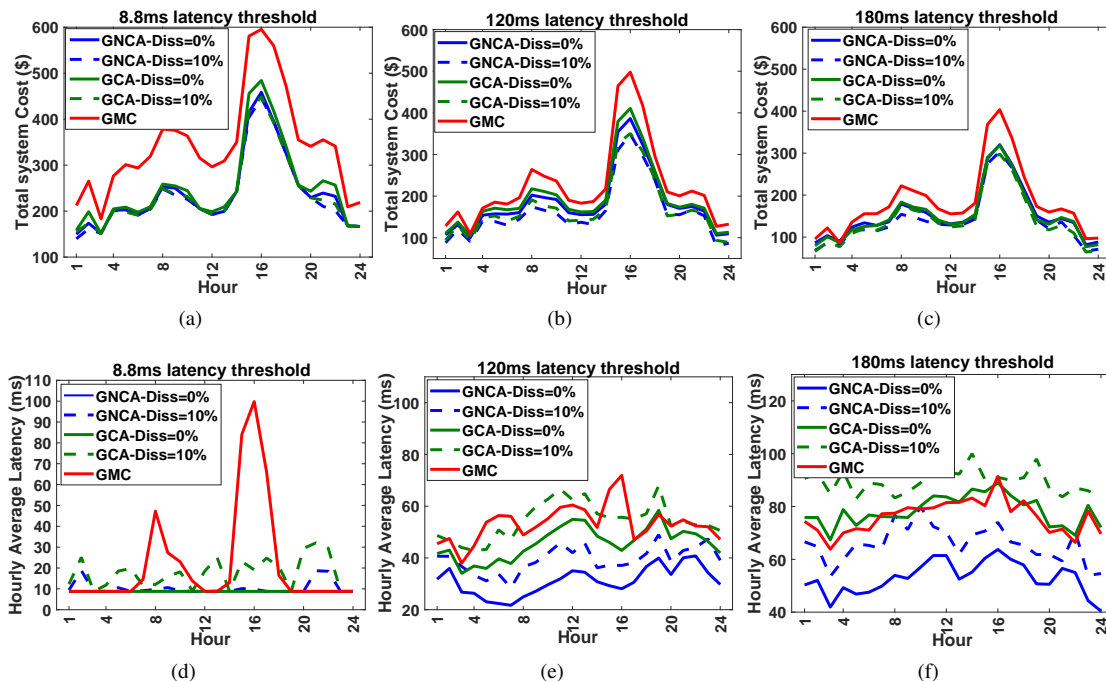 8.8ms latency threshold
Total system Cost ($)
600
500
400
300
200
100
GNCA-Diss=0%
GNCA-Diss=10%
GCA-Diss=0%
GCA-Diss=10%
GMC
1
4
8
12
16
20
24
Hour
(a)
120ms latency threshold
Total system Cost ($)
600
500
400
300
200
100
GNCA-Diss=0%
GNCA-Diss=10%
GCA-Diss=0%
GCA-Diss=10%
GMC
1
4
8
12
16
20
24
Hour
(b)
180ms latency threshold
Total system Cost ($)
600
500
400
300
200
100
GNCA-Diss=0%
GNCA-Diss=10%
GCA-Diss=0%
GCA-Diss=10%
GMC
1
4
8
12
16
20
24
Hour
(c)
8.8ms latency threshold
Hourly Average Latency (ms)
110
100
90
80
70
60
50
40
30
20
10
0
GNCA-Diss=0%
GNCA-Diss=10%
GCA-Diss=0%
GCA-Diss=10%
GMC
1
4
8
12
16
20
24
Hour
(d)
120ms latency threshold
Hourly Average Latency (ms)
100
80
60
40
20
GNCA-Diss=0%
GNCA-Diss=10%
GCA-Diss=0%
GCA-Diss=10%
GMC
1
4
8
12
16
20
24
Hour
(e)
180ms latency threshold
Hourly Average Latency (ms)
120
100
80
60
40
GNCA-Diss=0%
GNCA-Diss=10%
GCA-Diss=0%
GCA-Diss=10%
GMC
1
4
8
12
16
20
24
Hour
(f)